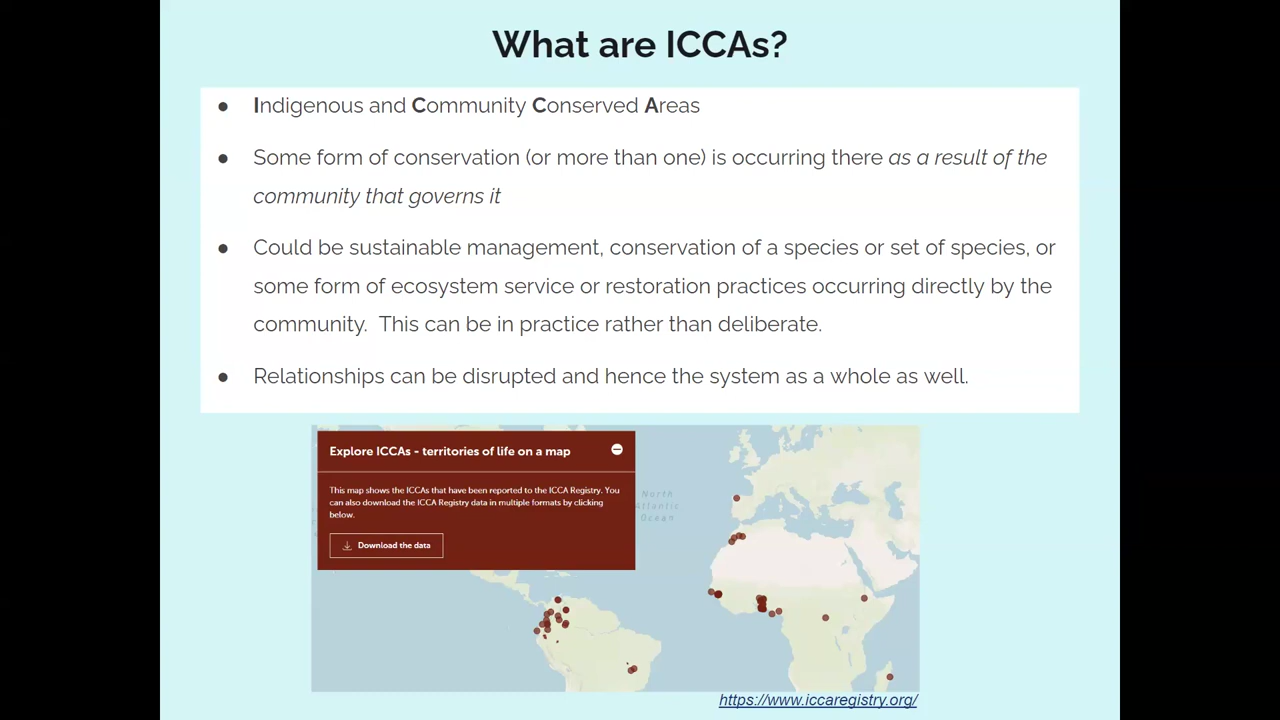 What are ICCAs?
● Indigenous and Community Conserved Areas
● Some form of conservation (or more than one) is occurring there as a result of the
community that governs it
● Could be sustainable management, conservation of a species or set of species, or
some form of ecosystem service or restoration practices occurring directly by the
community.  This can be in practice rather than deliberate.
● Relationships can be disrupted and hence the system as a whole as well.
Explore ICCAs - territories of life on a map
This map shows the ICCAs that have been reported to the ICCA Registry. You
can also download the ICCA Registry data in multiple formats by clicking
below.
Download the data
North
Atlantic
Ocean
https://www.iccaregistry.org/